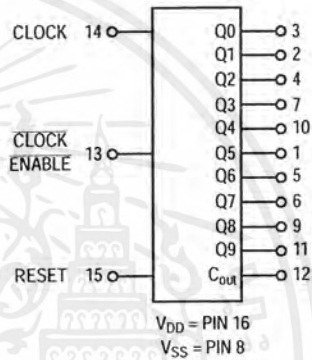 CLOCK 14 Q0 3
Q1 2
Q2 4
Q3 7
Q4 10
CLOCK ENABLE 13 Q5 1
Q6 5
Q7 6
Q8 9
Q9 11
RESET 15 Cout 12
VDD = PIN 16
VSS = PIN 8